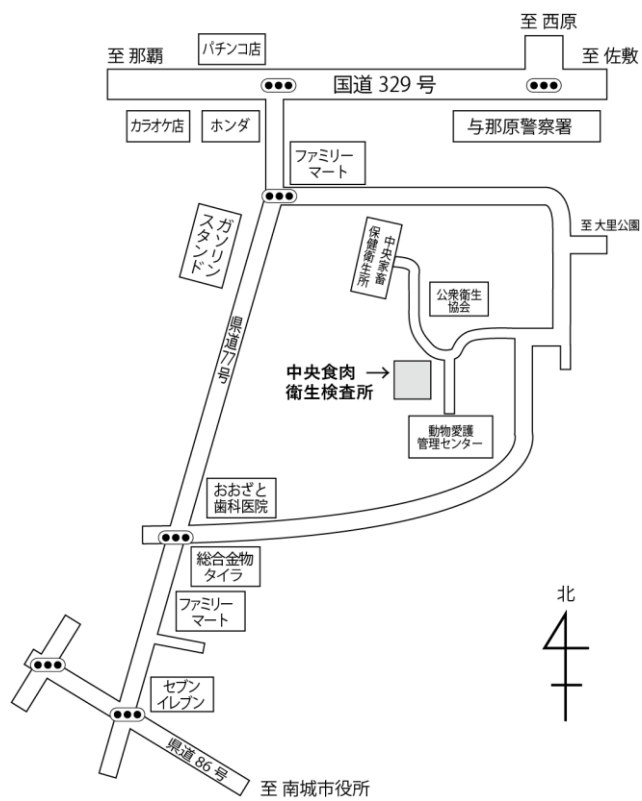 至 西原
至 那覇
パチンコ店
至 佐敷
国道 329 号
カラオケ店
ホンダ
与那原警察署
ファミリー
マート
ガソリン
スタンド
至 大里公園
中央家畜
保健衛生所
公衆衛生
協会
県道77号
中央食肉 →
衛生検査所
動物愛護
管理センター
おおざと
歯科医院
総合金物
タイラ
ファミリー
マート
北
セブン
イレブン
県道 86 号
至 南城市役所